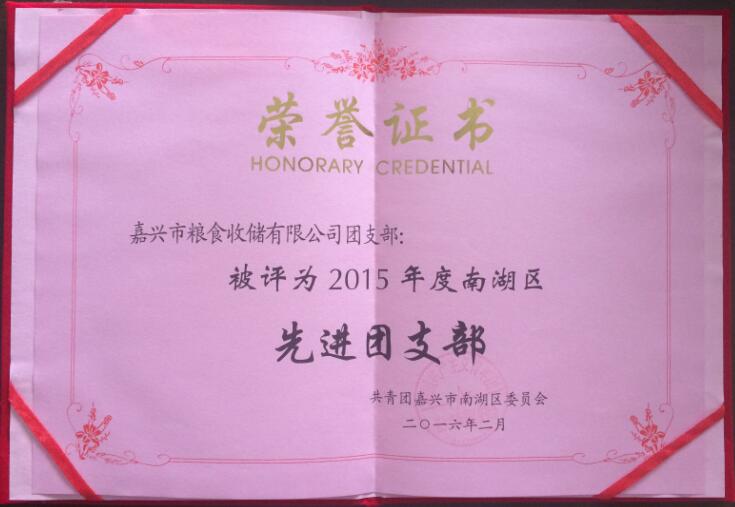 荣誉证书
HONORARY CREDENTIAL
嘉兴市粮食收储有限公司团支部:
被评为2015年度南湖区
先进团支部
共青团嘉兴市南湖区委员会
二〇一六年二月